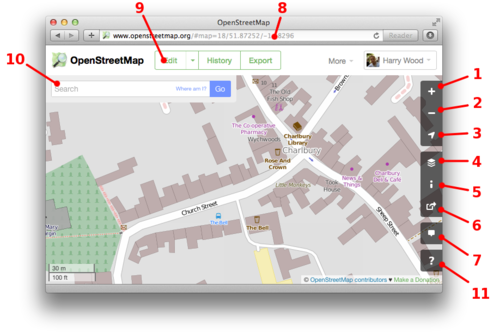 9
8
OpenStreetMap
www.openstreetmap.org/#map=18/51.87252/-1.48296
Reader
OpenStreetMap
Edit
History
Export
More
Harry Wood
10
Search
Where am I?
Go
1
2
3
4
5
6
7
11
The Old
Fish Shop
The Co-operative
Pharmacy
Wychwoods
Charlbury
Library
Charlbury
Rose And
Crown
Little Monkeys
News &
Things
Charlbury
Deli & Café
House
Church Street
Sheep Street
The Bell
The Bell
Mary
30 m
100 ft
© OpenStreetMap contributors ♥ Make a Donation